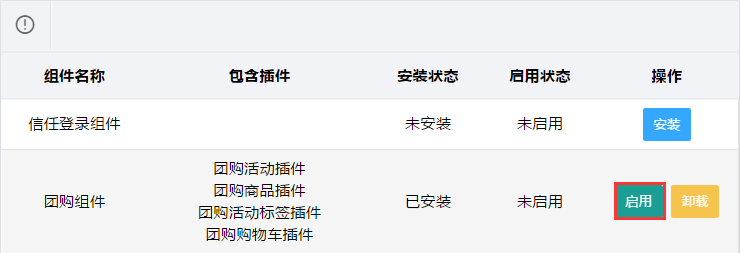 组件名称 包含插件 安装状态 启用状态 操作
信任登录组件 未安装 未启用 安装
团购活动插件
团购商品插件
团购组件 团购活动标签插件 已安装 未启用 启用 卸载
团购购物车插件